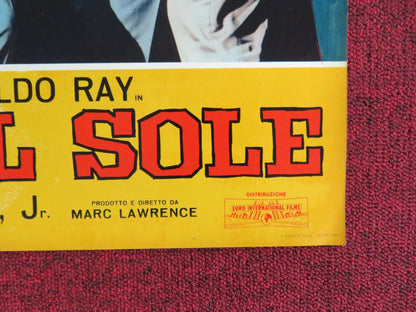 LDO RAY IN
L SOLE
, Jr.
PRODOTTO E DIRETTO DA
MARC LAWRENCE
DISTRIBUZIONE
EURO INTERNATIONAL FILMS